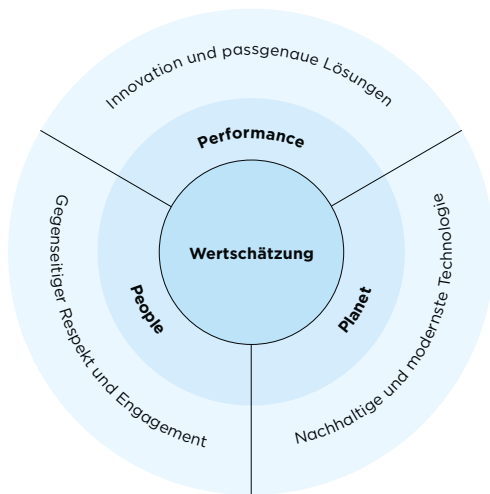 Innovation und passgenaue Lösungen
Performance
Wertschätzung
People
Planet
Gegenseitiger Respekt und Engagement
Nachhaltige und modernste Technologie